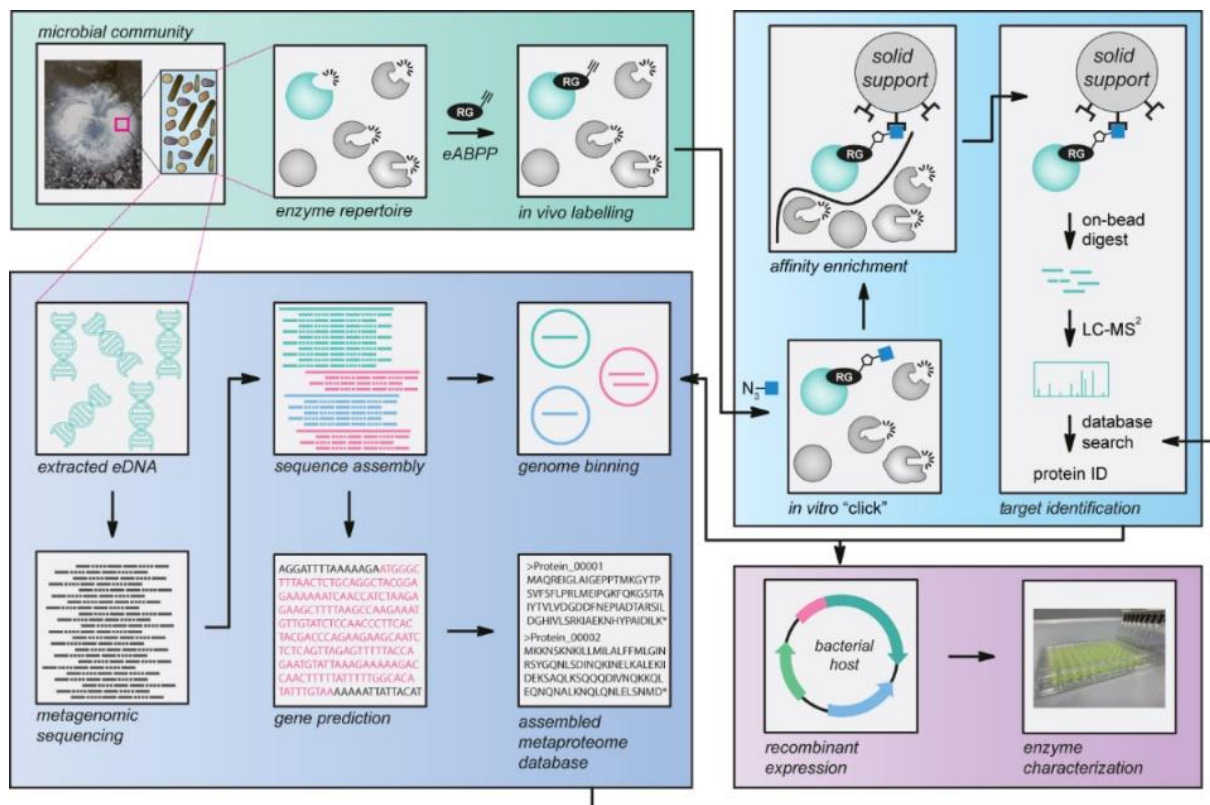 microbial community
RG
eABPP
RG
enzyme repertoire
in vivo labelling
solid
support
RG
affinity enrichment
N3
RG
in vitro "click"
solid
support
RG
on-bead
digest
LC-MS²
database
search
protein ID
target identification
extracted eDNA
sequence assembly
genome binning
metagenomic
sequencing
AGGATTTTAAAAAGAATGGGC
TTTAACTCTGCAGGCTACGGA
GAAAAAATCAACCATCTAAGA
GAAGCTTTTAAGCCAAGAAAT
GTTGTATCTCCAACCCTTCAC
TACGACCCAGAAGAAGCAATC
TCTCAGTTAGAGTTTTTACCA
GAATGTATTAAAGAAAAAGAC
CAACTTTTTATTTTTGGCACA
TATTTGTAAAAAAATTATTACAT
gene prediction
>Protein_00001
MAQREIGLAIGEPPTMKGYTP
SVFSFLPRLMEIPGKFQKGSITA
IYTVLVDGDDFNEPIADTARSIL
DGHIVLSRKIAEKNHYPAIDILK*
>Protein_00002
MKKNSKNKILLMILALFFMLGIN
RSYGQNLSDINQKINELKALEKII
DEKSAQLKSQQQDIVNQKKQL
EQNQNALKNQLQNLELSNMD*
assembled
metaproteome
database
bacterial
host
recombinant
expression
enzyme
characterization